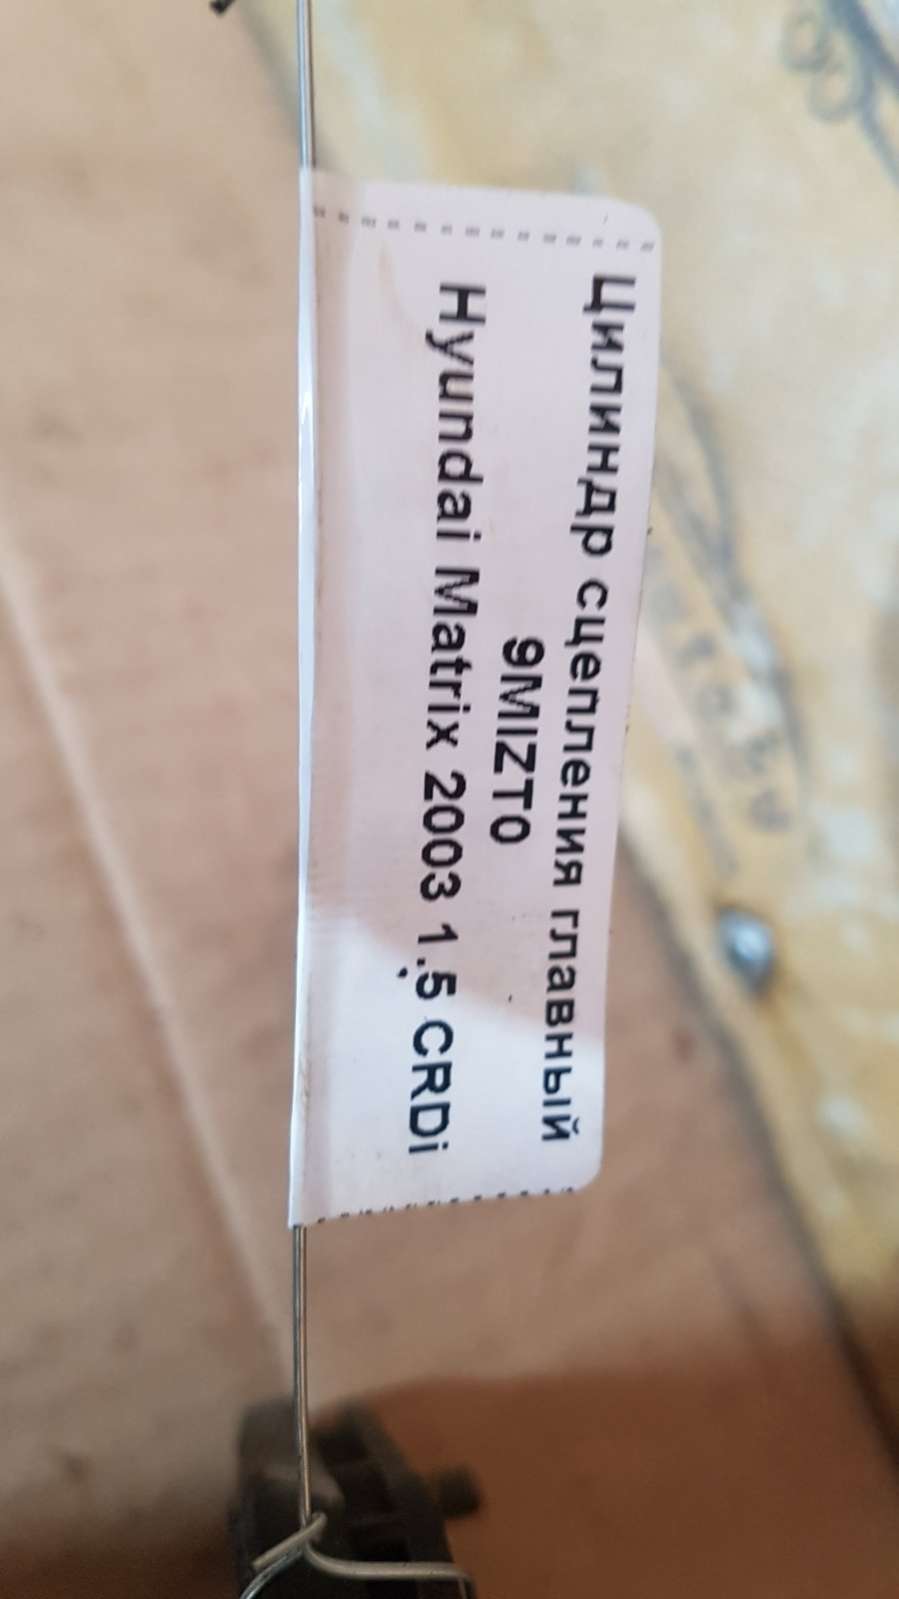 Цилиндр сцепления главный
9MIZT0
Hyundai Matrix 2003 1.5 CRDi